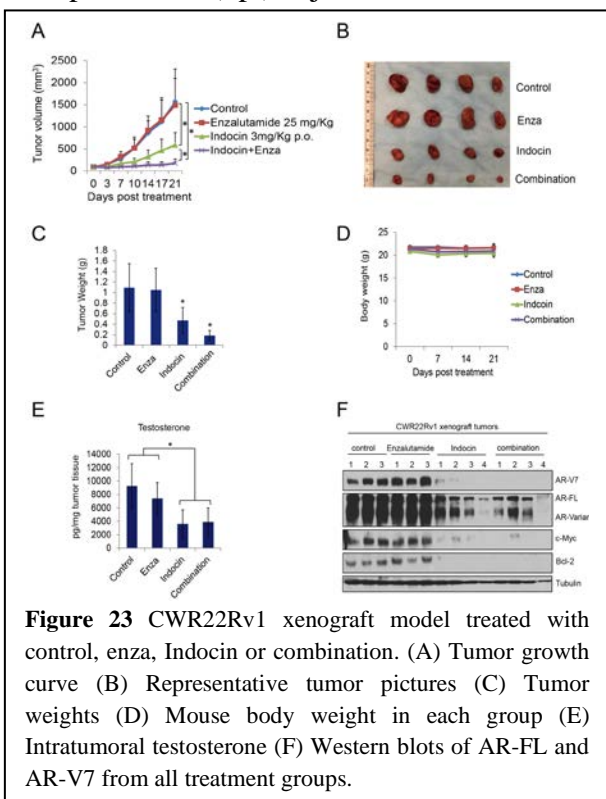 A
Tumor volume (mm³)
2500
2000
1500
1000
500
0
0 3 7 10 14 17 21
Days post treatment
*
*
*
Control
Enzalutamide 25 mg/Kg
Indocin 3mg/Kg p.o.
Indocin+Enza
B
Control
Enza
Indocin
Combination
C
Tumor Weight (g)
1.8
1.6
1.4
1.2
1
0.8
0.6
0.4
0.2
0
*
*
Control
Enza
Indocin
Combination
D
Body weight (g)
25
20
15
10
5
0
0 7 14 21
Days post treatment
Control
Enza
Indcoin
Combination
E
Testosterone
*
pg/mg tumor tissue
14000
12000
10000
8000
6000
4000
2000
0
Control
Enza
Indocin
Combination
F
CWR22Rv1 xenograft tumors
control Enzalutamide Indocin combination
1 2 3 1 2 3 1 2 3 4 1 2 3 4
AR-V7
AR-FL
AR-Varian
c-Myc
Bcl-2
Tubulin
Figure 23 CWR22Rv1 xenograft model treated with
control, enza, Indocin or combination. (A) Tumor growth
curve (B) Representative tumor pictures (C) Tumor
weights (D) Mouse body weight in each group (E)
Intratumoral testosterone (F) Western blots of AR-FL and
AR-V7 from all treatment groups.